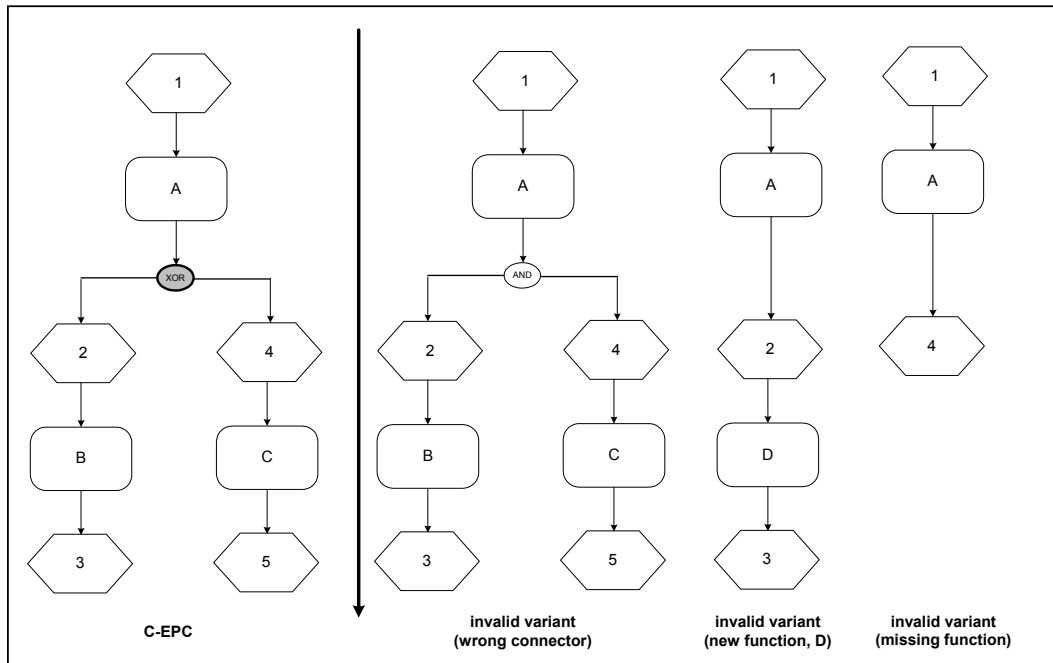 1
A
XOR
2
4
B
C
3
5
C-EPC
1
A
AND
2
4
B
C
3
5
invalid variant
(wrong connector)
1
A
2
D
3
invalid variant
(new function, D)
1
A
4
invalid variant
(missing function)